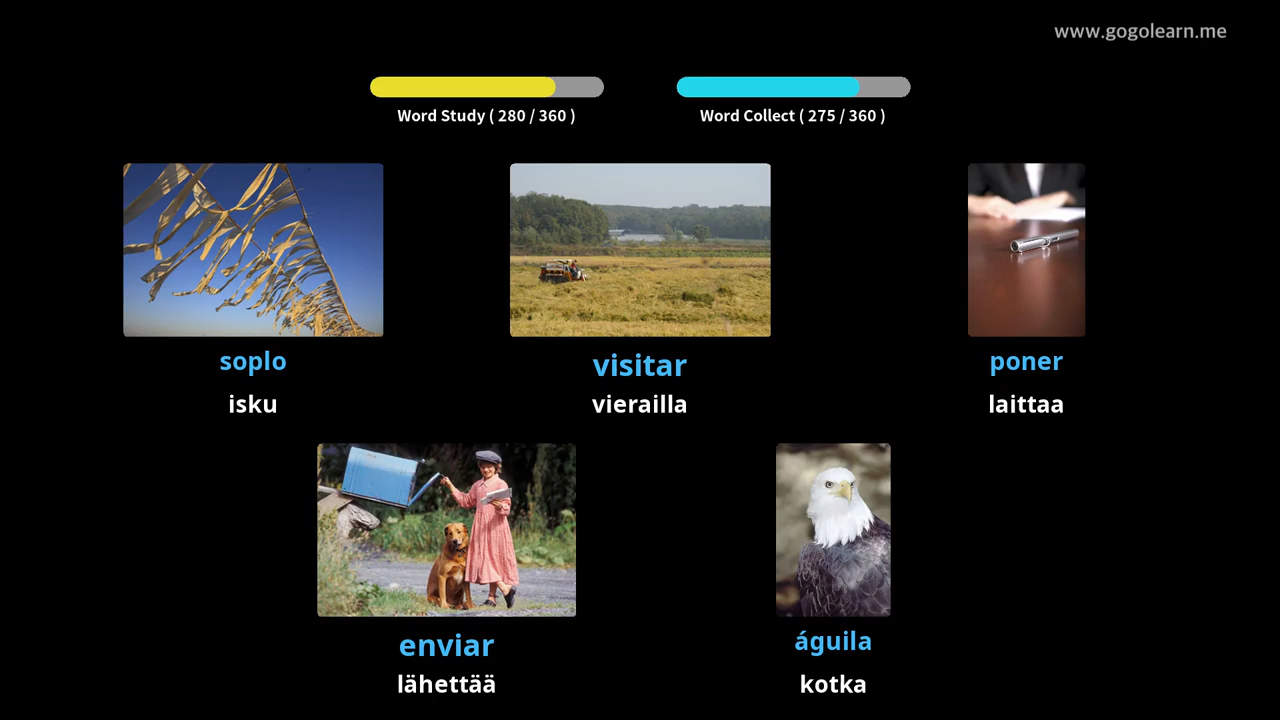 www.gogolearn.me
Word Study ( 280 / 360 )
Word Collect ( 275 / 360 )
soplo
isku
visitar
vierailla
poner
laittaa
enviar
lähettää
águila
kotka